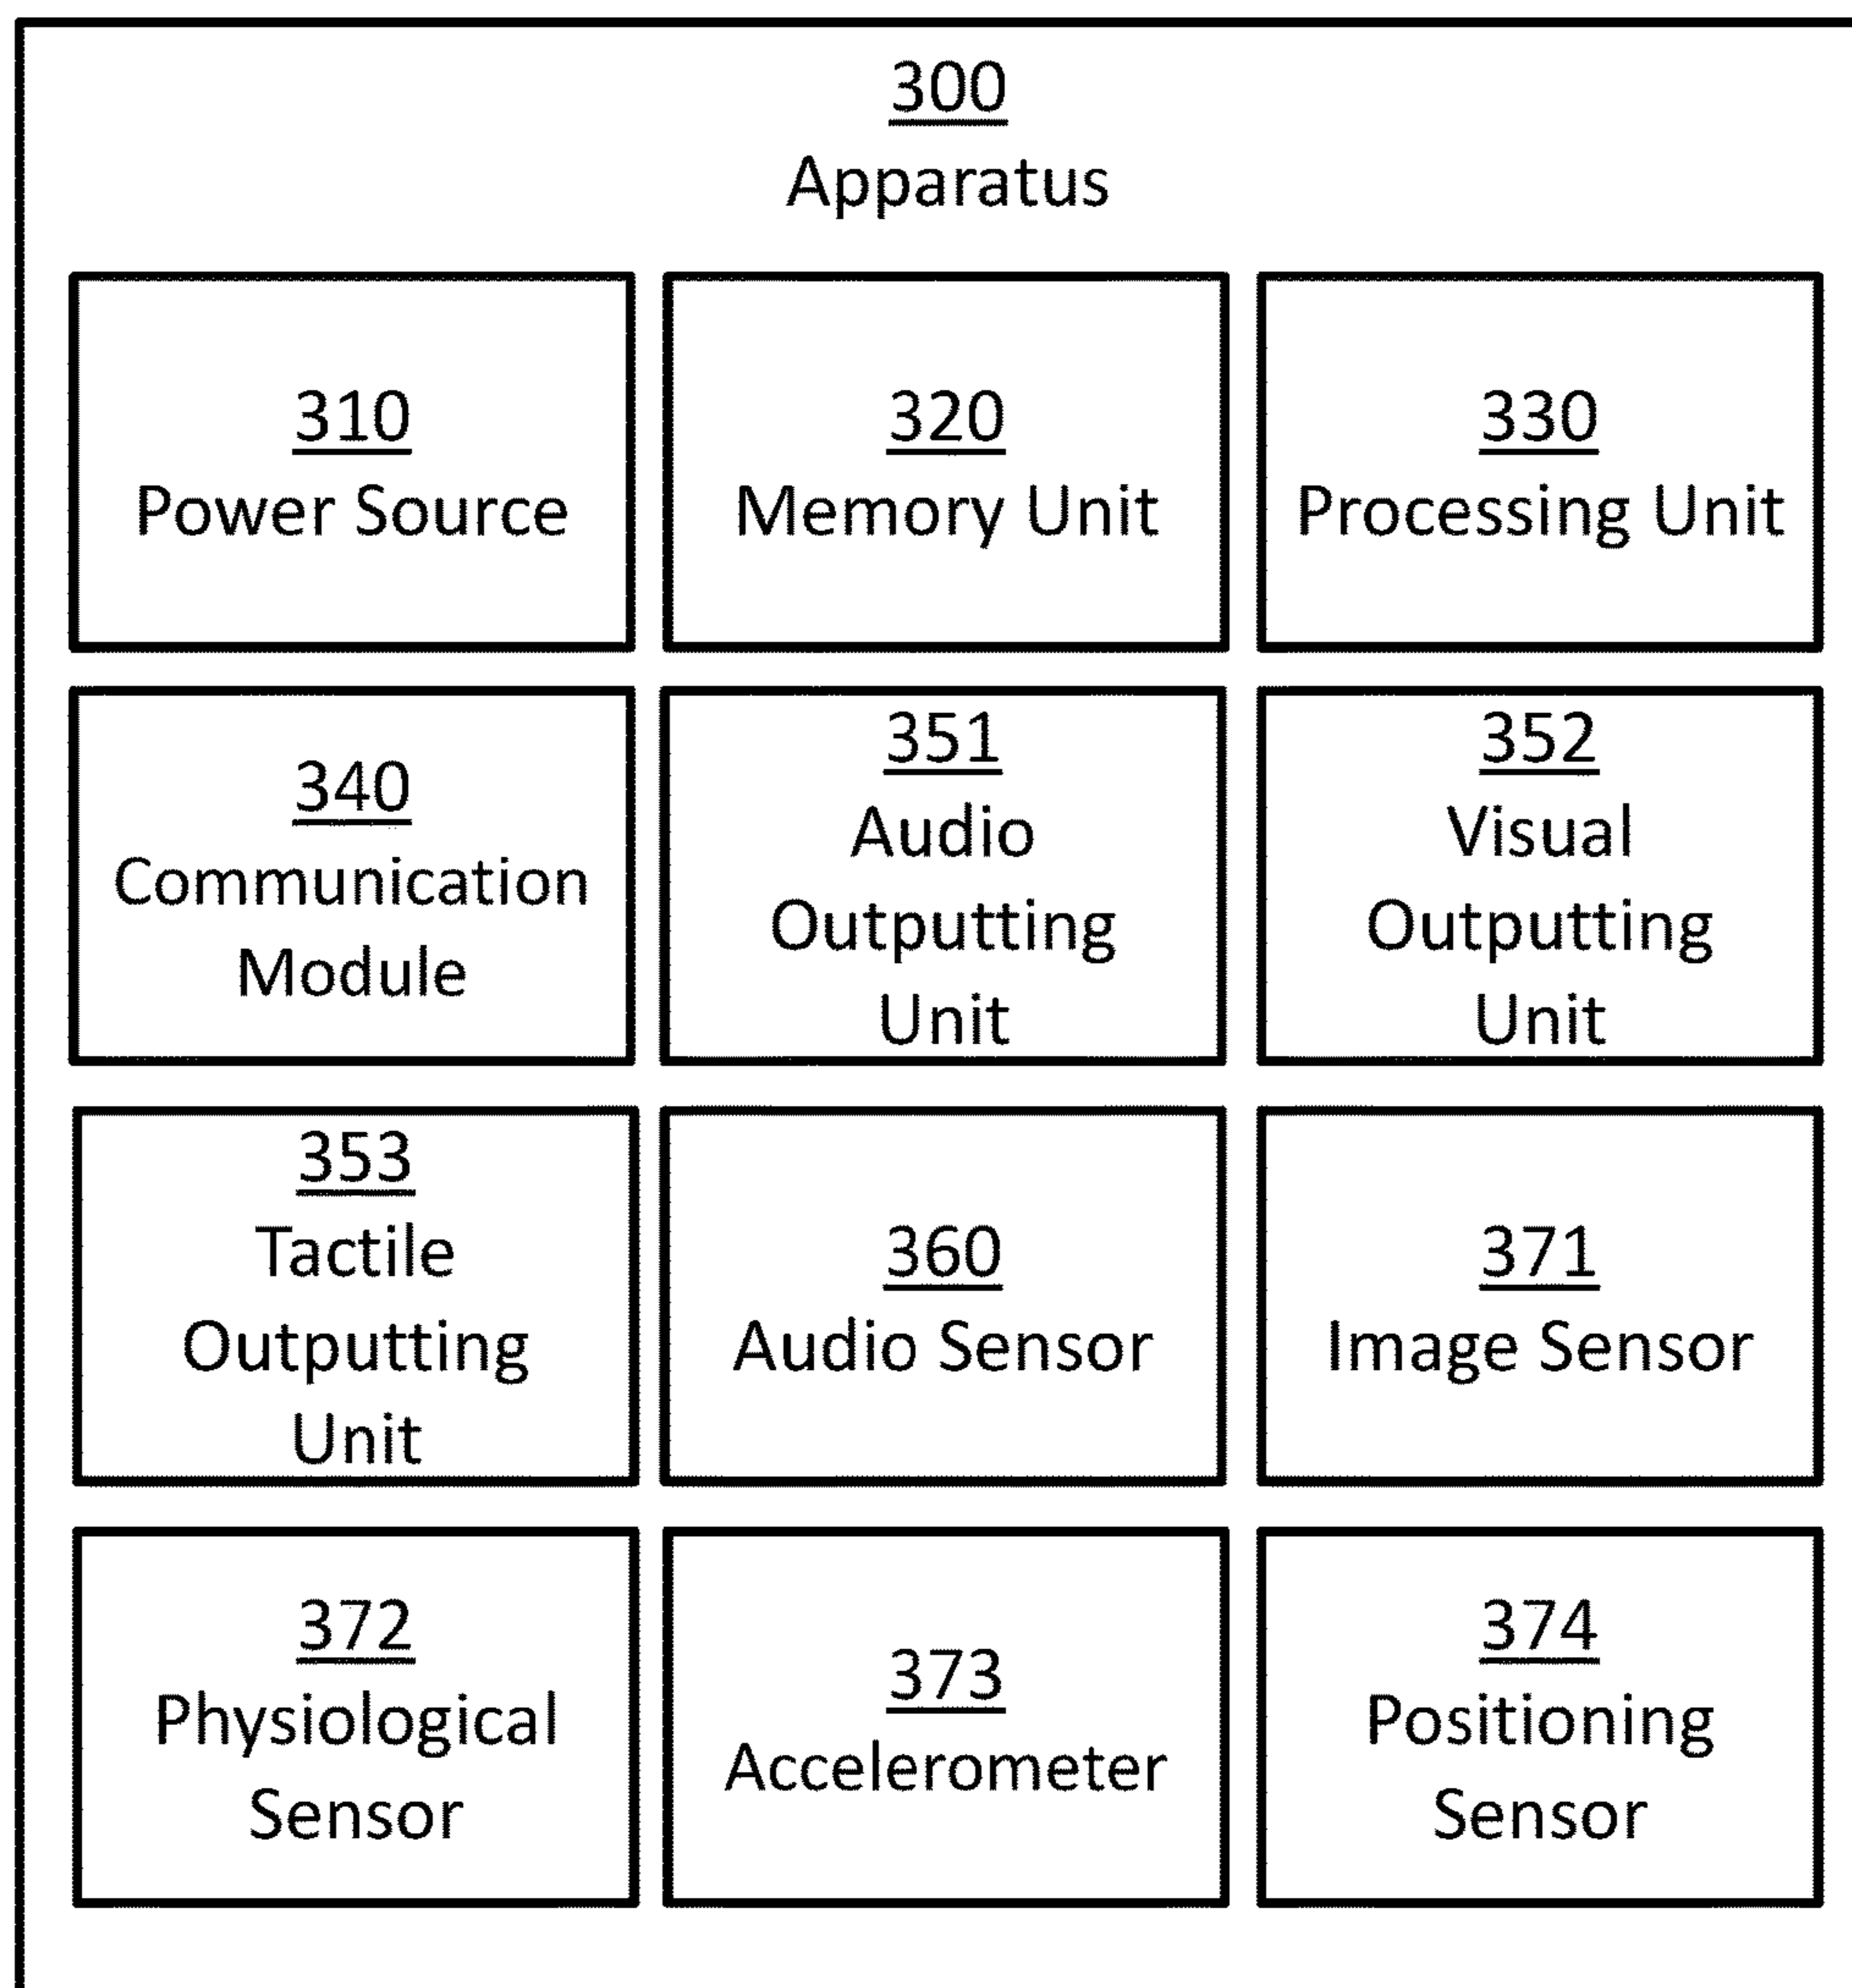 300
Apparatus
310
Power Source
320
Memory Unit
330
Processing Unit
340
Communication
Module
351
Audio
Outputting
Unit
352
Visual
Outputting
Unit
353
Tactile
Outputting
Unit
360
Audio Sensor
371
Image Sensor
372
Physiological
Sensor
373
Accelerometer
374
Positioning
Sensor